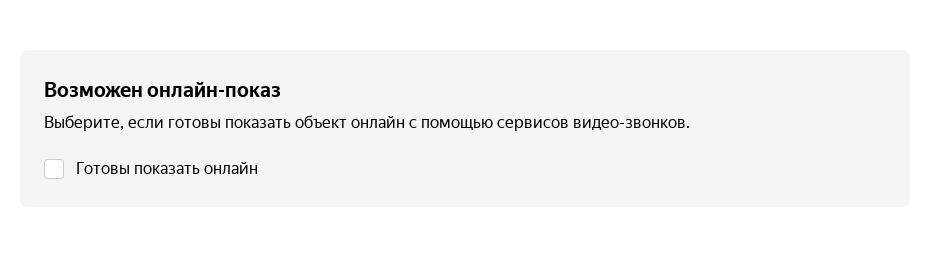 Возможен онлайн-показ
Выберите, если готовы показать объект онлайн с помощью сервисов видео-звонков.
Готовы показать онлайн